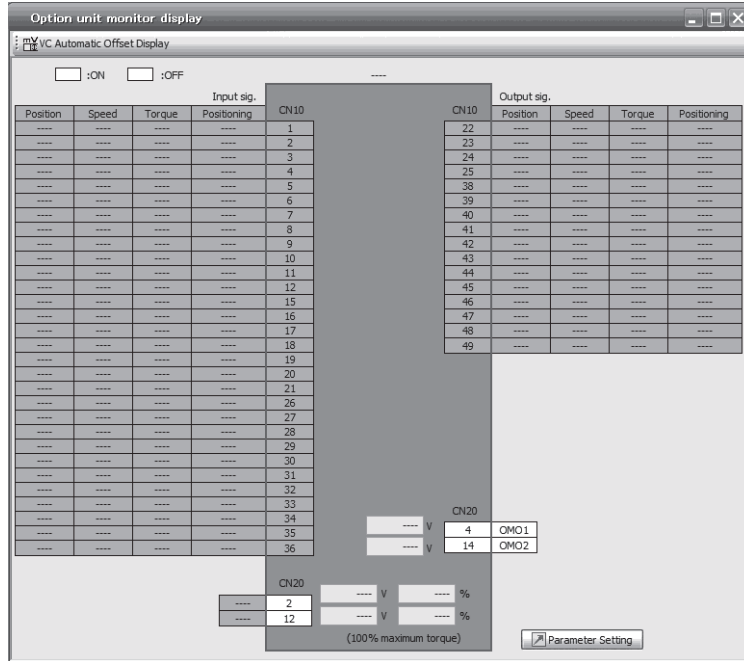 Option unit monitor display
VC Automatic Offset Display
:ON :OFF ----
Input sig. Output sig.
Position Speed Torque Positioning CN10 CN10 Position Speed Torque Positioning
---- ---- ---- ---- 1 22 ---- ---- ---- ----
---- ---- ---- ---- 2 23 ---- ---- ---- ----
---- ---- ---- ---- 3 24 ---- ---- ---- ----
---- ---- ---- ---- 4 25 ---- ---- ---- ----
---- ---- ---- ---- 5 38 ---- ---- ---- ----
---- ---- ---- ---- 6 39 ---- ---- ---- ----
---- ---- ---- ---- 7 40 ---- ---- ---- ----
---- ---- ---- ---- 8 41 ---- ---- ---- ----
---- ---- ---- ---- 9 42 ---- ---- ---- ----
---- ---- ---- ---- 10 43 ---- ---- ---- ----
---- ---- ---- ---- 11 44 ---- ---- ---- ----
---- ---- ---- ---- 12 45 ---- ---- ---- ----
---- ---- ---- ---- 15 46 ---- ---- ---- ----
---- ---- ---- ---- 16 47 ---- ---- ---- ----
---- ---- ---- ---- 17 48 ---- ---- ---- ----
---- ---- ---- ---- 18 49 ---- ---- ---- ----
---- ---- ---- ---- 19
---- ---- ---- ---- 20
---- ---- ---- ---- 21
---- ---- ---- ---- 26
---- ---- ---- ---- 27
---- ---- ---- ---- 28
---- ---- ---- ---- 29
---- ---- ---- ---- 30
---- ---- ---- ---- 31
---- ---- ---- ---- 32
---- ---- ---- ---- 33
---- ---- ---- ---- 34 CN20
---- ---- ---- ---- 35 ---- V 4 OMO1
---- ---- ---- ---- 36 ---- V 14 OMO2
CN20
---- 2 ---- V ---- %
---- 12 ---- V ---- %
(100% maximum torque)
Parameter Setting